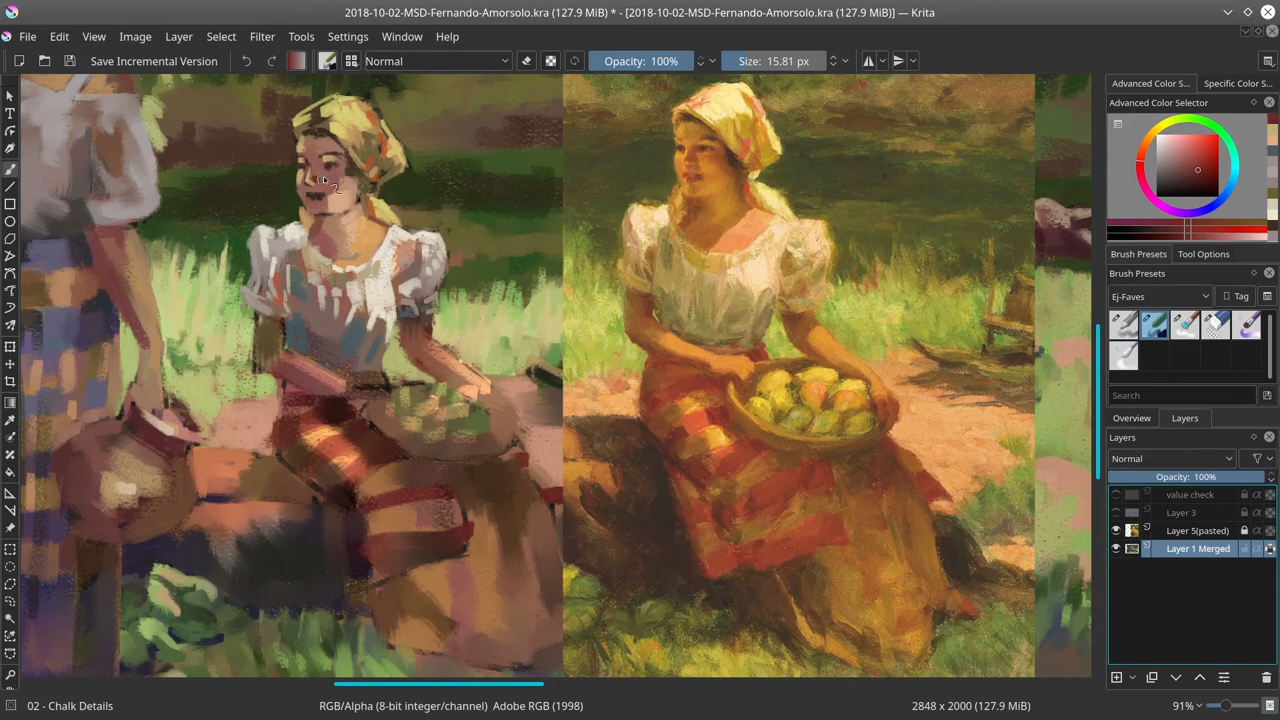 2018-10-02-MSD-Fernando-Amorsolo.kra (127.9 MiB) * - [2018-10-02-MSD-Fernando-Amorsolo.kra (127.9 MiB)] — Krita
File Edit View Image Layer Select Filter Tools Settings Window Help
Save Incremental Version Normal Opacity: 100% Size: 15.81 px
Advanced Color S... Specific Color S...
Advanced Color Selector
Brush Presets Tool Options
Brush Presets
Ej-Faves Tag
Search
Overview Layers
Layers
Normal
Opacity: 100%
value check
Layer 3
Layer 5(pasted)
Layer 1 Merged
02 - Chalk Details RGB/Alpha (8-bit integer/channel) Adobe RGB (1998) 2848 x 2000 (127.9 MiB) 91%